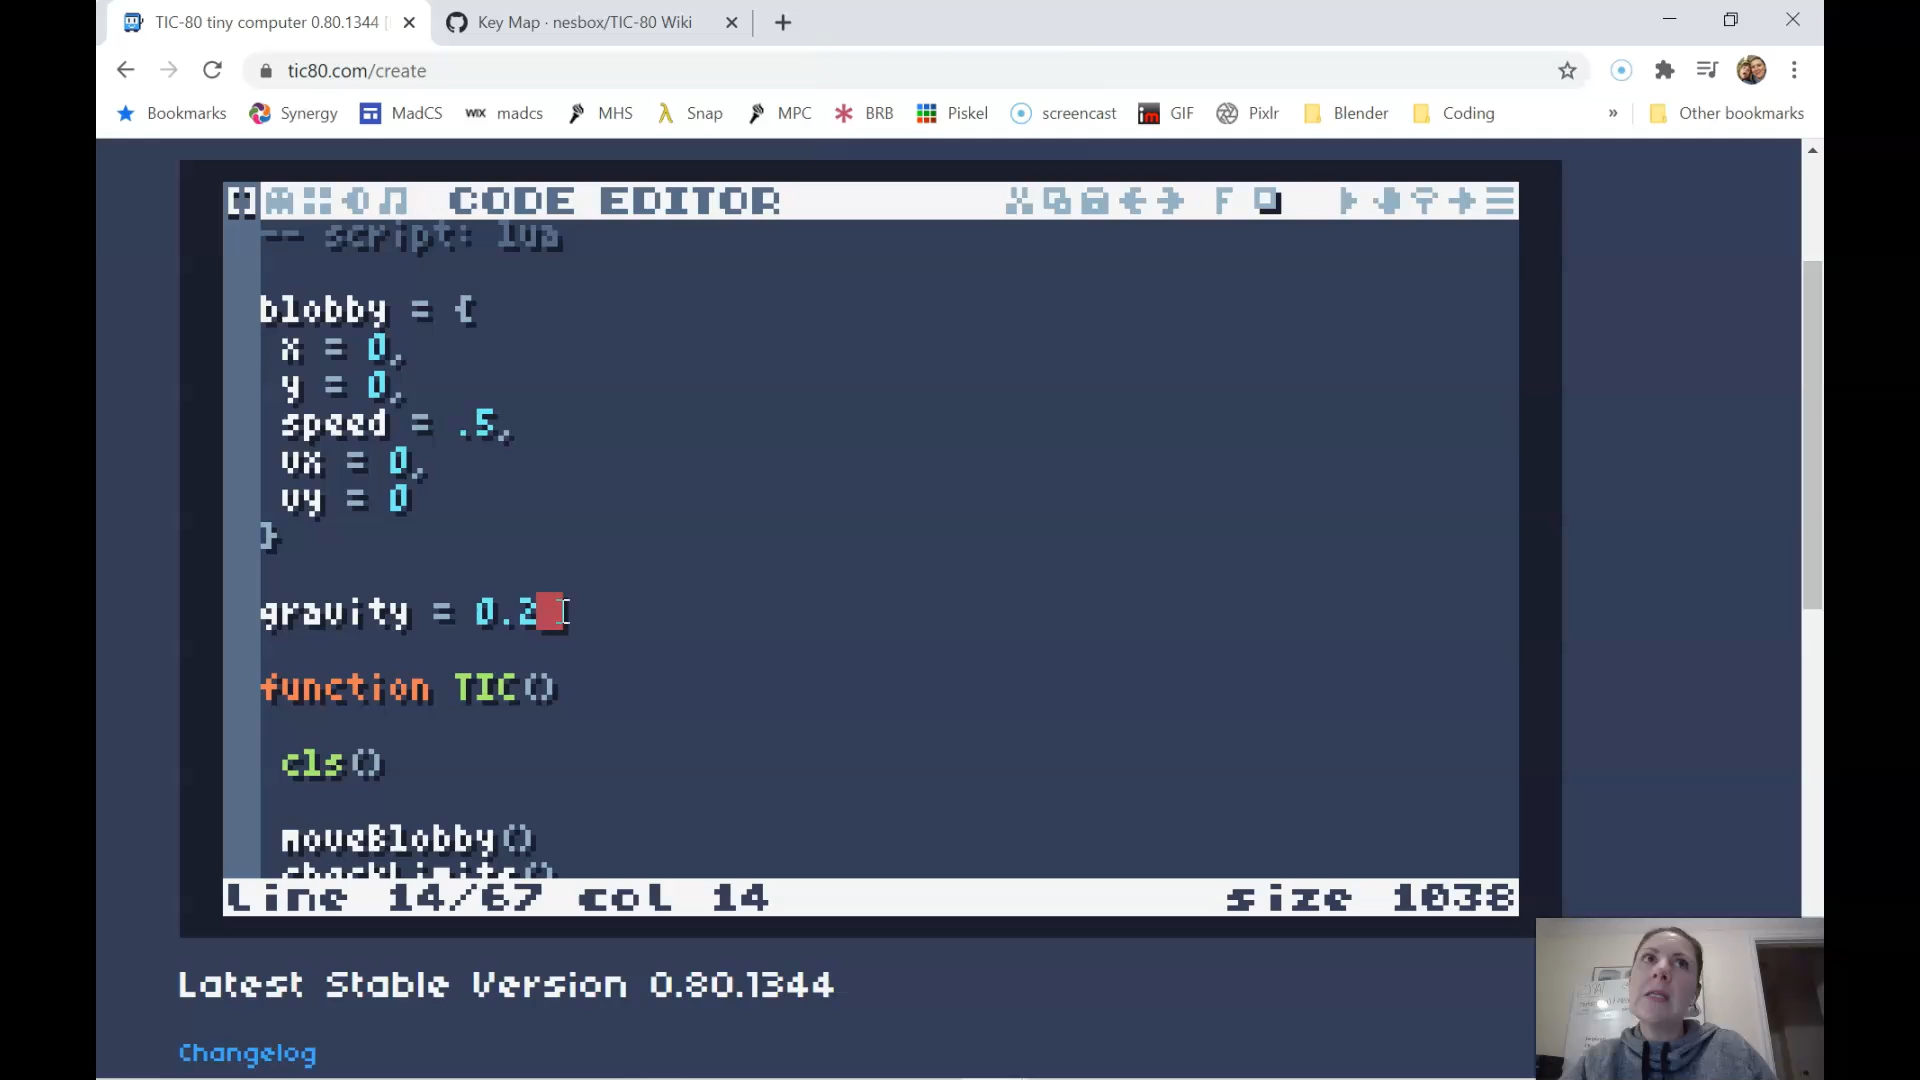 TIC-80 tiny computer 0.80.1344 [
Key Map · nesbox/TIC-80 Wiki
tic80.com/create
Bookmarks Synergy MadCS WIX madcs MHS Snap MPC BRB Piskel screencast GIF Pixlr Blender Coding » Other bookmarks
CODE EDITOR F
-- script: lua
blobby = {
x = 0,
y = 0,
speed = .5,
vx = 0,
vy = 0
}
gravity = 0.2
function TIC()
cls()
moveBlobby()
checkLimits()
line 14/67 col 14 size 1038
Latest Stable Version 0.80.1344
Changelog